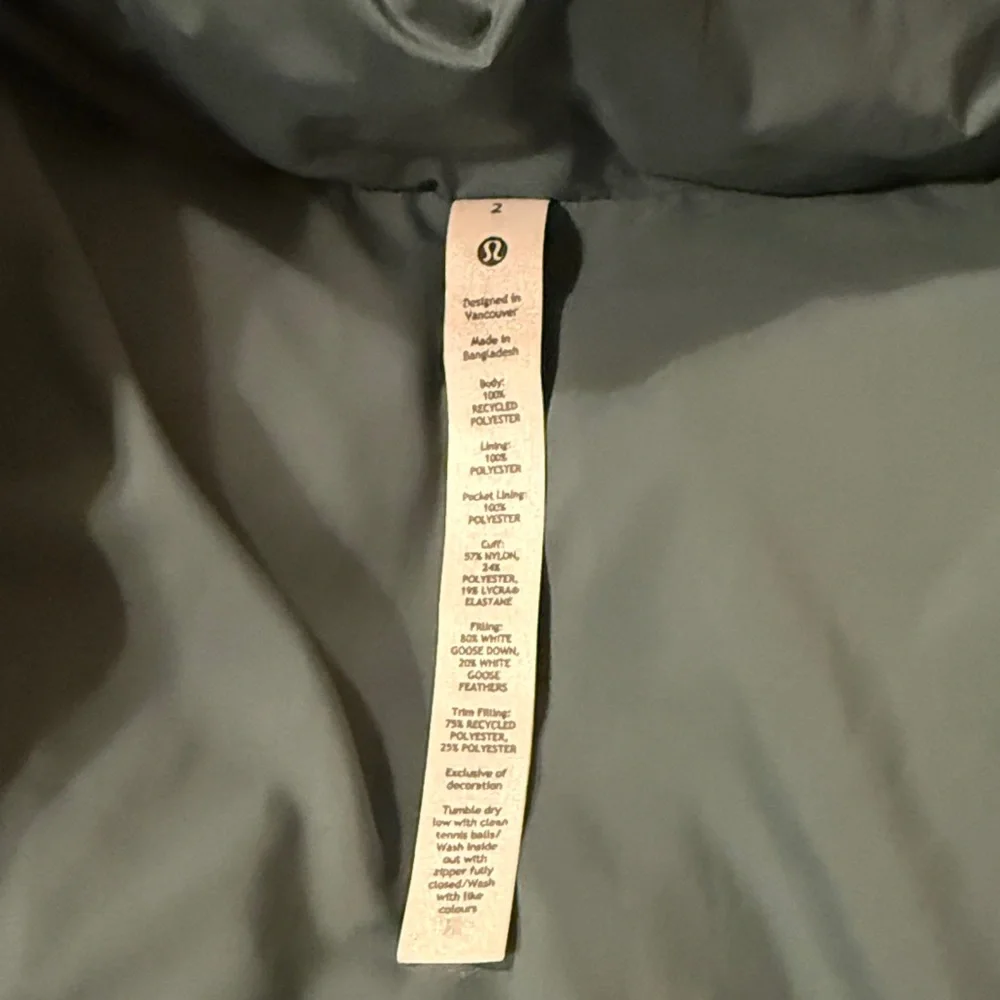 2
Designed in
Vancouver
Made in
Bangladesh
Body:
100%
RECYCLED
POLYESTER
Lining:
100%
POLYESTER
Pocket Lining:
100%
POLYESTER
Cuff:
57% NYLON,
24%
POLYESTER,
19% LYCRA®
ELASTANE
Filling:
80% WHITE
GOOSE DOWN,
20% WHITE
GOOSE
FEATHERS
Trim Filling:
75% RECYCLED
POLYESTER,
25% POLYESTER
Exclusive of
decoration
Tumble dry
low with clean
tennis balls/
Wash inside
out with
zipper fully
closed/Wash
with like
colours